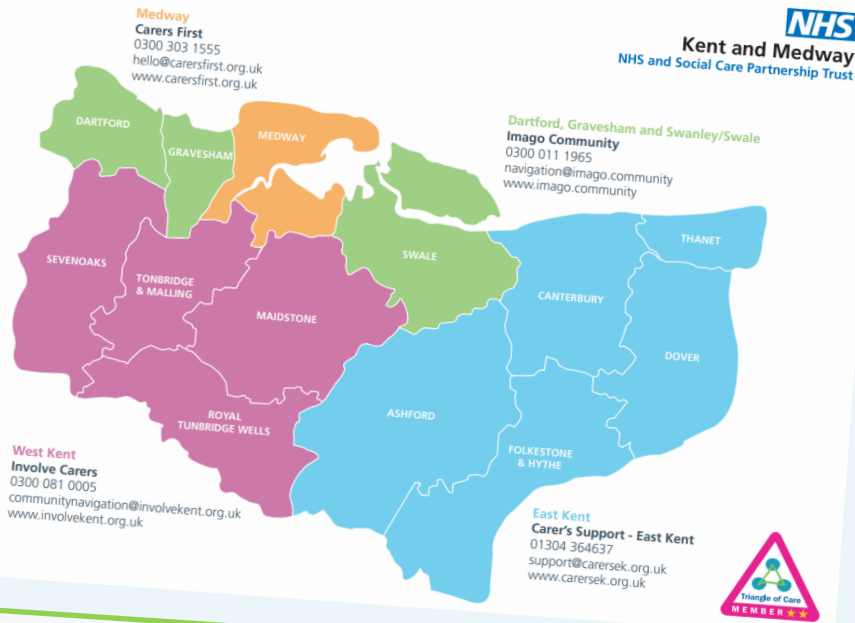 Medway
Carers First
0300 303 1555
hello@carersfirst.org.uk
www.carersfirst.org.uk
NHS
Kent and Medway
NHS and Social Care Partnership Trust
Dartford, Gravesham and Swanley/Swale
Imago Community
0300 011 1965
navigation@imago.community
www.imago.community
DARTFORD
GRAVESHAM
MEDWAY
SWALE
THANET
SEVENOAKS
TONBRIDGE
& MALLING
MAIDSTONE
CANTERBURY
DOVER
ASHFORD
ROYAL
TUNBRIDGE WELLS
FOLKESTONE
& HYTHE
West Kent
Involve Carers
0300 081 0005
communitynavigation@involvekent.org.uk
www.involvekent.org.uk
East Kent
Carer's Support - East Kent
01304 364637
support@carersek.org.uk
www.carersek.org.uk
Triangle of Care
MEMBER